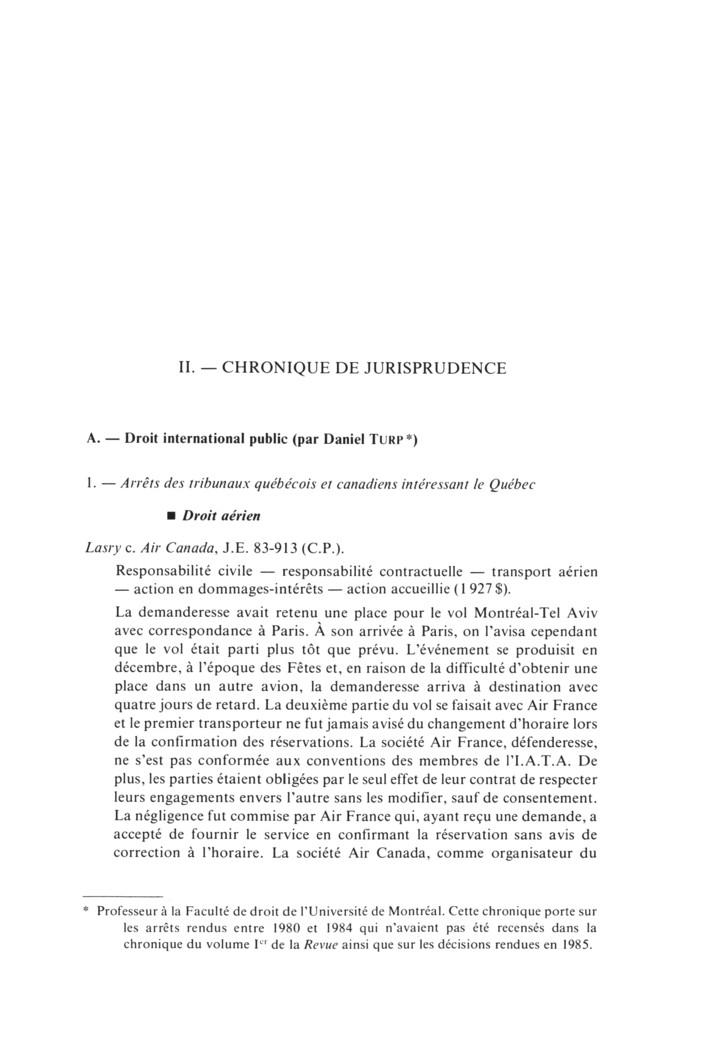 II. — CHRONIQUE DE JURISPRUDENCE
A. — Droit international public (par Daniel TURP *)
1. — Arrêts des tribunaux québécois et canadiens intéressant le Québec
■ Droit aérien
Lasry c. Air Canada, J.E. 83-913 (C.P.).
Responsabilité civile — responsabilité contractuelle — transport aérien
— action en dommages-intérêts — action accueillie (1 927 $).
La demanderesse avait retenu une place pour le vol Montréal-Tel Aviv
avec correspondance à Paris. À son arrivée à Paris, on l'avisa cependant
que le vol était parti plus tôt que prévu. L'événement se produisit en
décembre, à l'époque des Fêtes et, en raison de la difficulté d'obtenir une
place dans un autre avion, la demanderesse arriva à destination avec
quatre jours de retard. La deuxième partie du vol se faisait avec Air France
et le premier transporteur ne fut jamais avisé du changement d'horaire lors
de la confirmation des réservations. La société Air France, défenderesse,
ne s'est pas conformée aux conventions des membres de l'I.A.T.A. De
plus, les parties étaient obligées par le seul effet de leur contrat de respecter
leurs engagements envers l'autre sans les modifier, sauf de consentement.
La négligence fut commise par Air France qui, ayant reçu une demande, a
accepté de fournir le service en confirmant la réservation sans avis de
correction à l'horaire. La société Air Canada, comme organisateur du
* Professeur à la Faculté de droit de l'Université de Montréal. Cette chronique porte sur
les arrêts rendus entre 1980 et 1984 qui n'avaient pas été recensés dans la
chronique du volume Ier de la Revue ainsi que sur les décisions rendues en 1985.